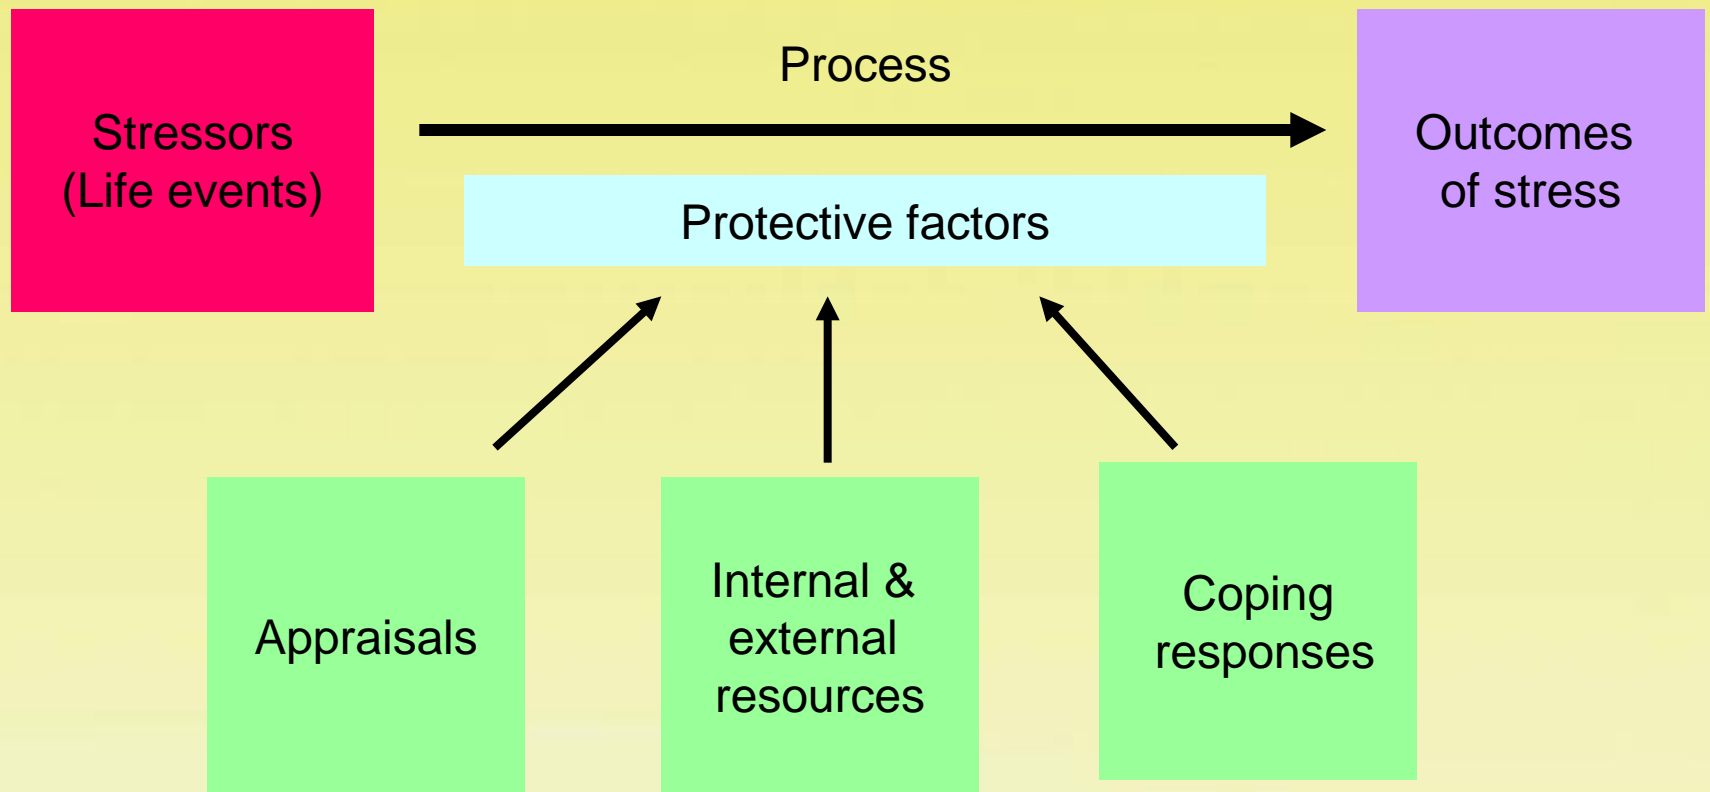 Stressors
(Life events)
Process
Protective factors
Outcomes
of stress
Appraisals
Internal &
external
resources
Coping
responses